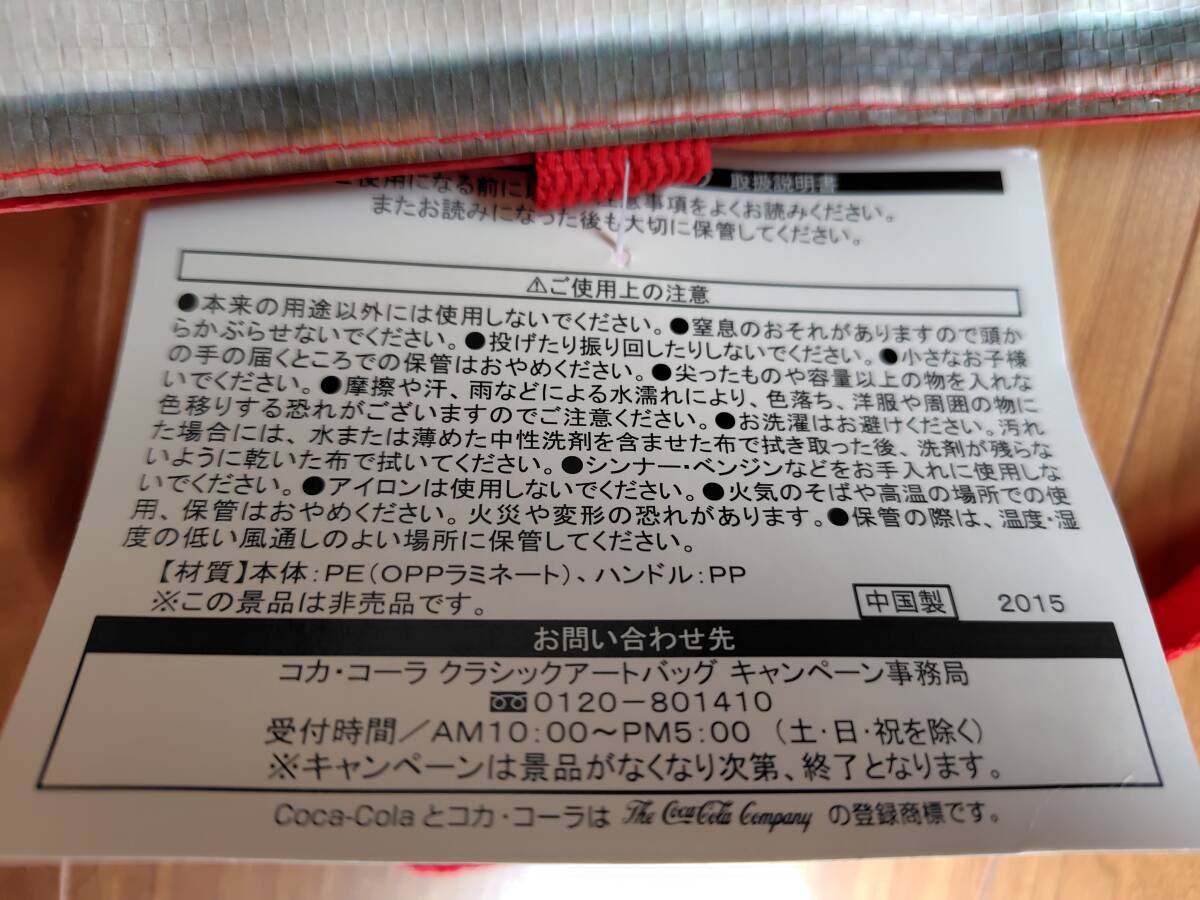 取扱説明書
ご使用になる前に 意事項をよくお読みください。
またお読みになった後も大切に保管してください。
⚠ご使用上の注意
●本来の用途以外には使用しないでください。●窒息のおそれがありますので頭か
らかぶらせないでください。●投げたり振り回したりしないでください。●小さなお子様
の手の届くところでの保管はおやめください。●尖ったものや容量以上の物を入れな
いでください。●摩擦や汗、雨などによる水濡れにより、色落ち、洋服や周囲の物に
色移りする恐れがございますのでご注意ください。●お洗濯はお避けください。汚れ
た場合には、水または薄めた中性洗剤を含ませた布で拭き取った後、洗剤が残らな
いように乾いた布で拭いてください。●シンナー・ベンジンなどをお手入れに使用しな
いでください。●アイロンは使用しないでください。●火気のそばや高温の場所での使
用、保管はおやめください。火災や変形の恐れがあります。●保管の際は、温度・湿
度の低い風通しのよい場所に保管してください。
【材質】本体:PE(OPPラミネート)、ハンドル:PP
※この景品は非売品です。
中国製 2015
お問い合わせ先
コカ・コーラ クラシックアートバッグ キャンペーン事務局
0120-801410
受付時間/AM10:00~PM5:00 (土・日・祝を除く)
※キャンペーンは景品がなくなり次第、終了となります。
Coca-Colaとコカ・コーラは The Coca-Cola Company の登録商標です。